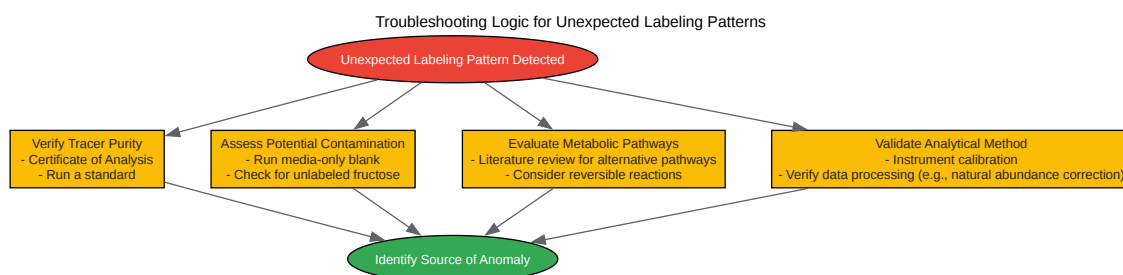 Troubleshooting Logic for Unexpected Labeling Patterns
Unexpected Labeling Pattern Detected
Verify Tracer Purity
- Certificate of Analysis
- Run a standard
Assess Potential Contamination
- Run media-only blank
- Check for unlabeled fructose
Evaluate Metabolic Pathways
- Literature review for alternative pathways
- Consider reversible reactions
Validate Analytical Method
- Instrument calibration
- Verify data processing (e.g., natural abundance correction)
Identify Source of Anomaly